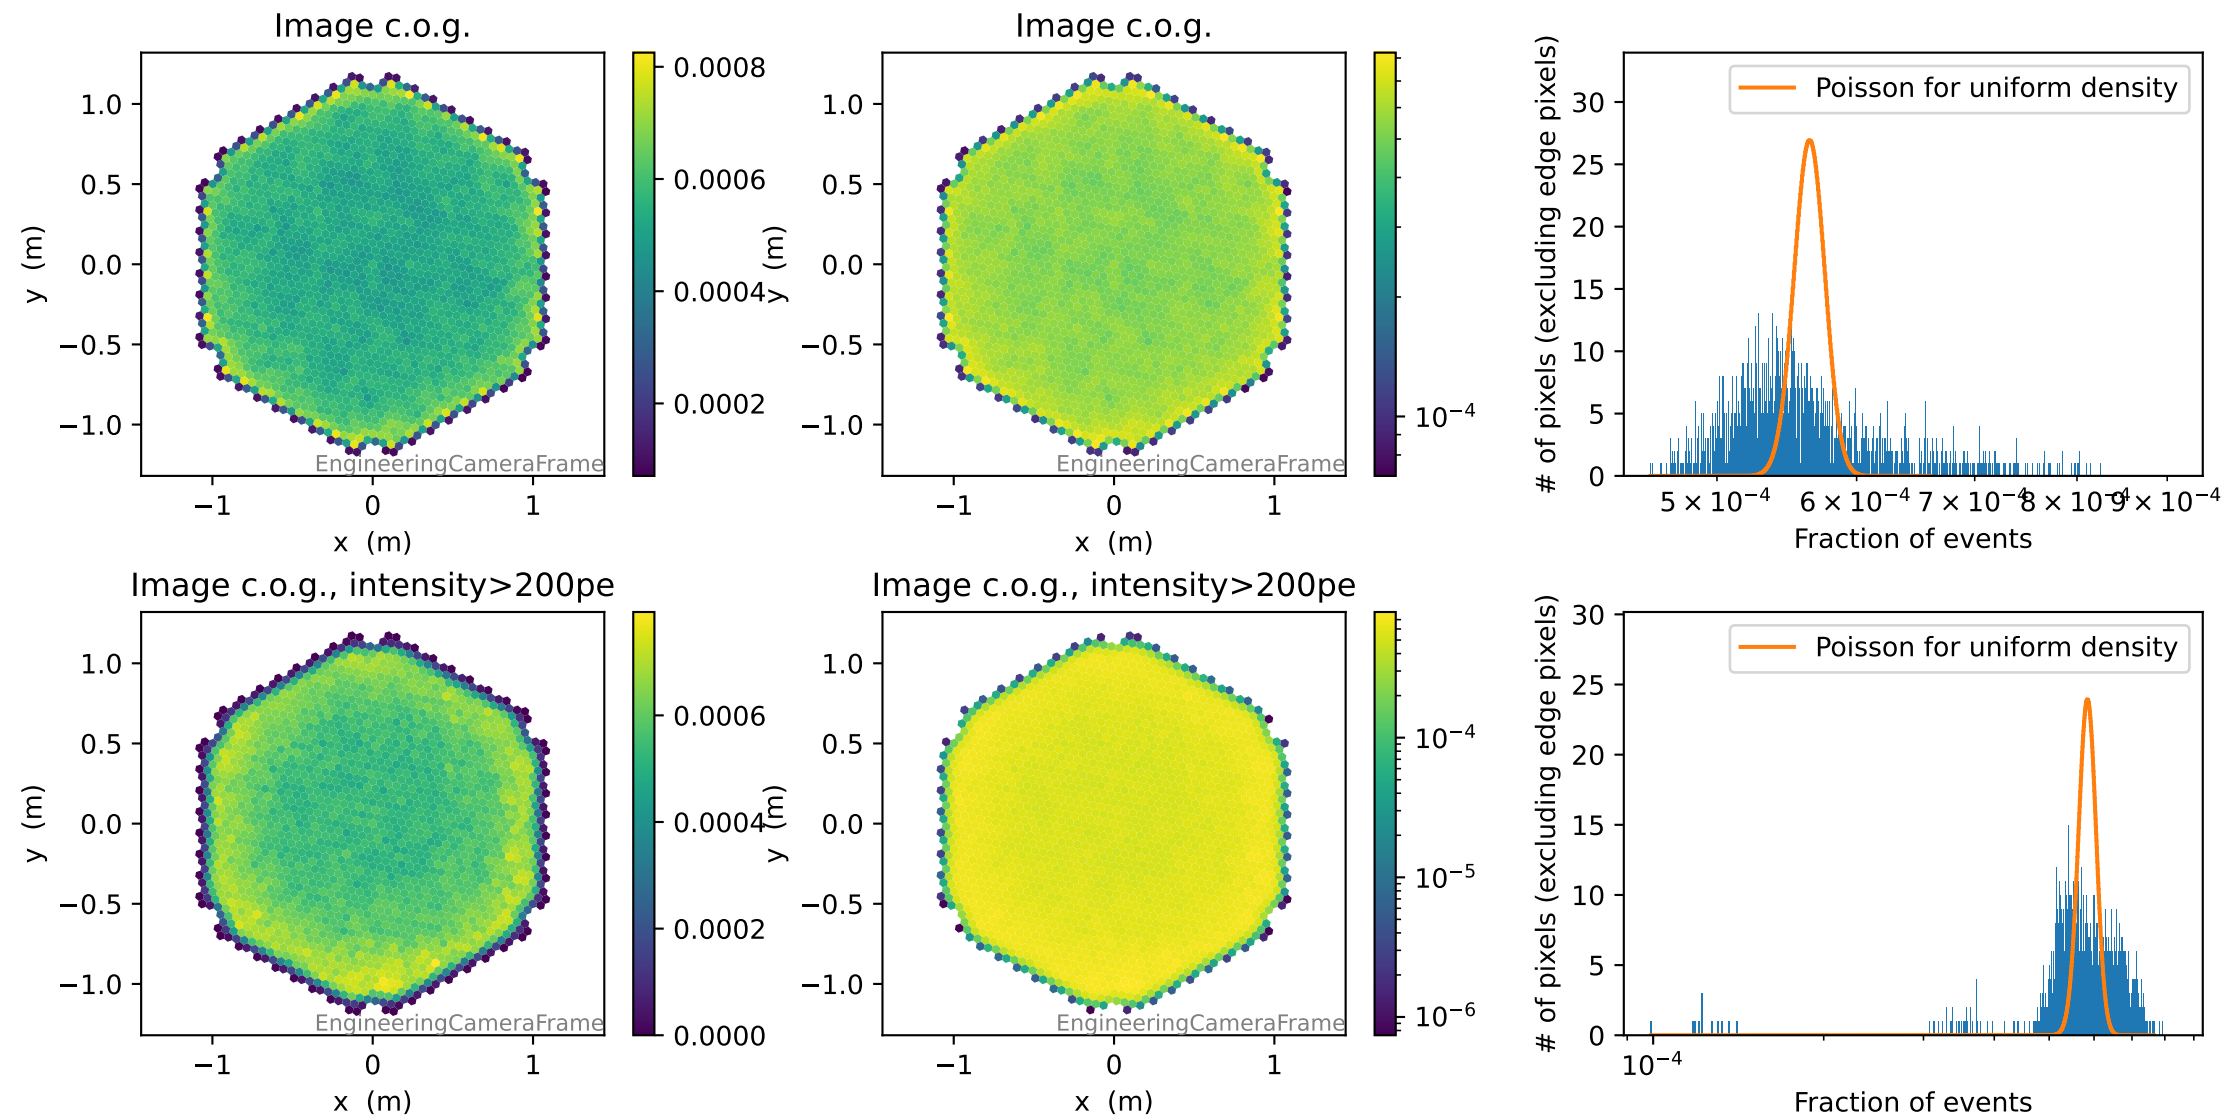 Image c.o.g.
1.0
0.5
0.0
−0.5
−1.0
y (m)
−1 0 1
x (m)
EngineeringCameraFrame
0.0008
0.0006
0.0004
0.0002
Image c.o.g.
1.0
0.5
0.0
−0.5
−1.0
y (m)
−1 0 1
x (m)
EngineeringCameraFrame
10⁻⁴
# of pixels (excluding edge pixels)
30
25
20
15
10
5
0
Poisson for uniform density
5 × 10⁻⁴ 6 × 10⁻⁴ 7 × 10⁻⁴ 8 × 10⁻⁴ 9 × 10⁻⁴
Fraction of events
Image c.o.g., intensity>200pe
1.0
0.5
0.0
−0.5
−1.0
y (m)
−1 0 1
x (m)
EngineeringCameraFrame
0.0006
0.0004
0.0002
0.0000
Image c.o.g., intensity>200pe
1.0
0.5
0.0
−0.5
−1.0
y (m)
−1 0 1
x (m)
EngineeringCameraFrame
10⁻⁴
10⁻⁵
10⁻⁶
# of pixels (excluding edge pixels)
30
25
20
15
10
5
0
Poisson for uniform density
10⁻⁴
Fraction of events